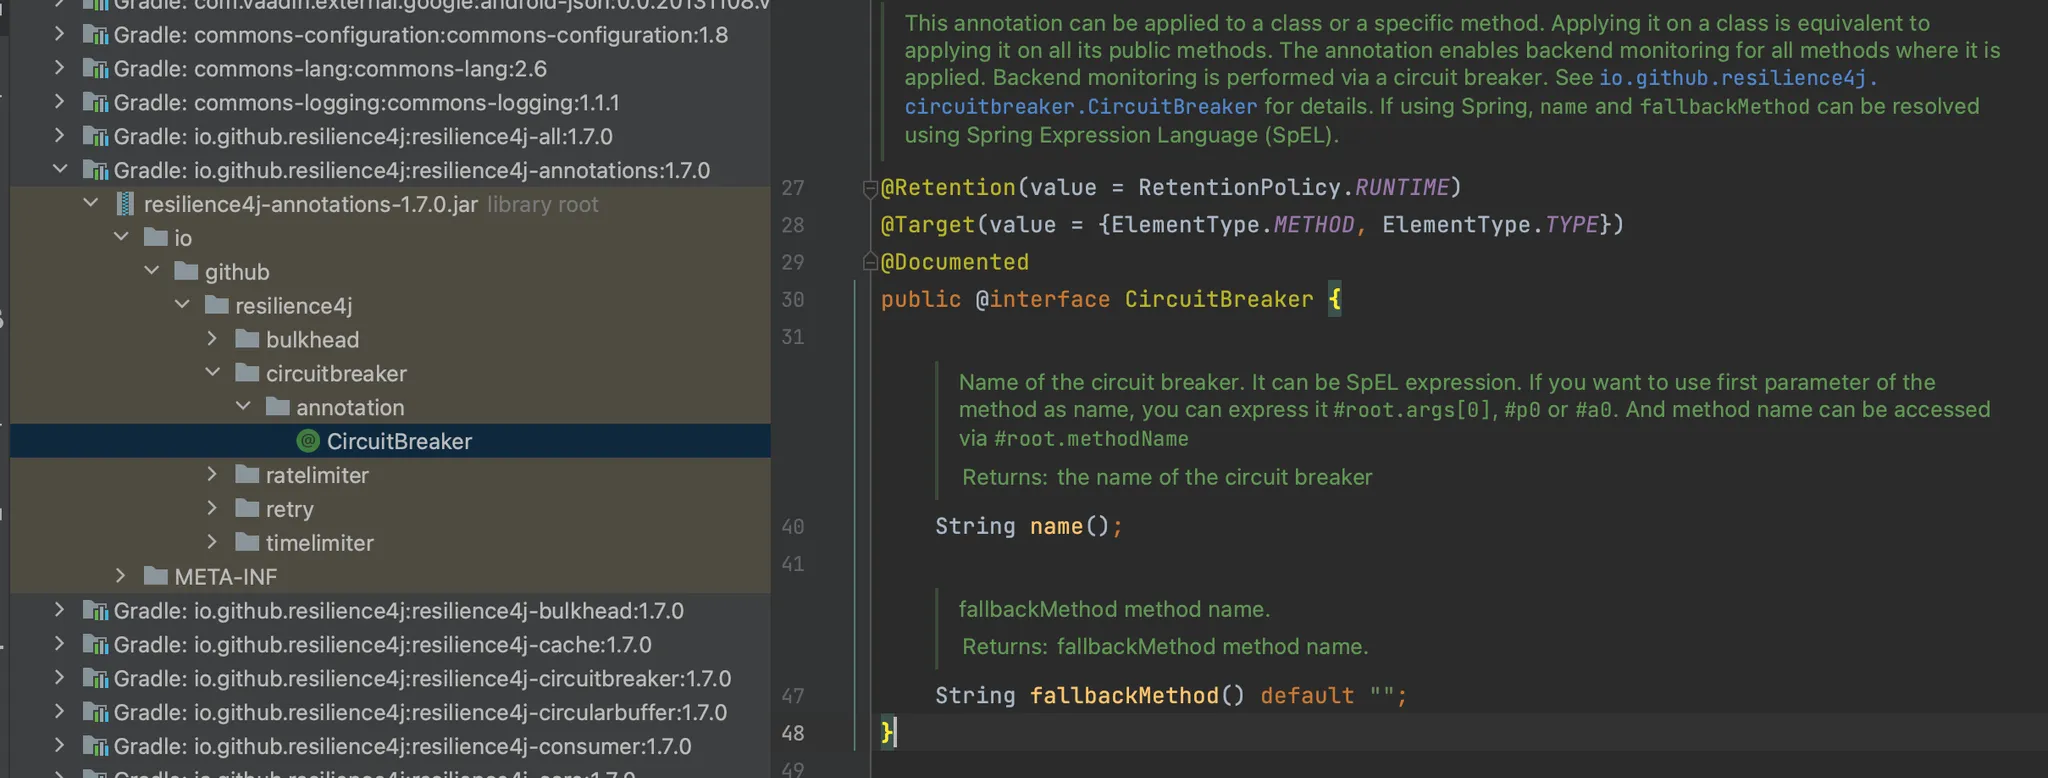 Gradle: com.vaadin.external.google:android-json:0.0.20131108.v
Gradle: commons-configuration:commons-configuration:1.8
Gradle: commons-lang:commons-lang:2.6
Gradle: commons-logging:commons-logging:1.1.1
Gradle: io.github.resilience4j:resilience4j-all:1.7.0
Gradle: io.github.resilience4j:resilience4j-annotations:1.7.0
resilience4j-annotations-1.7.0.jar library root
io
github
resilience4j
bulkhead
circuitbreaker
annotation
CircuitBreaker
ratelimiter
retry
timelimiter
META-INF
Gradle: io.github.resilience4j:resilience4j-bulkhead:1.7.0
Gradle: io.github.resilience4j:resilience4j-cache:1.7.0
Gradle: io.github.resilience4j:resilience4j-circuitbreaker:1.7.0
Gradle: io.github.resilience4j:resilience4j-circularbuffer:1.7.0
Gradle: io.github.resilience4j:resilience4j-consumer:1.7.0
Gradle: io.github.resilience4j:resilience4j-core:1.7.0
This annotation can be applied to a class or a specific method. Applying it on a class is equivalent to
applying it on all its public methods. The annotation enables backend monitoring for all methods where it is
applied. Backend monitoring is performed via a circuit breaker. See io.github.resilience4j.
circuitbreaker.CircuitBreaker for details. If using Spring, name and fallbackMethod can be resolved
using Spring Expression Language (SpEL).
27 @Retention(value = RetentionPolicy.RUNTIME)
28 @Target(value = {ElementType.METHOD, ElementType.TYPE})
29 @Documented
30 public @interface CircuitBreaker {
31
Name of the circuit breaker. It can be SpEL expression. If you want to use first parameter of the
method as name, you can express it #root.args[0], #p0 or #a0. And method name can be accessed
via #root.methodName
Returns: the name of the circuit breaker
40 String name();
41
fallbackMethod method name.
Returns: fallbackMethod method name.
47 String fallbackMethod() default "";
48 }
49